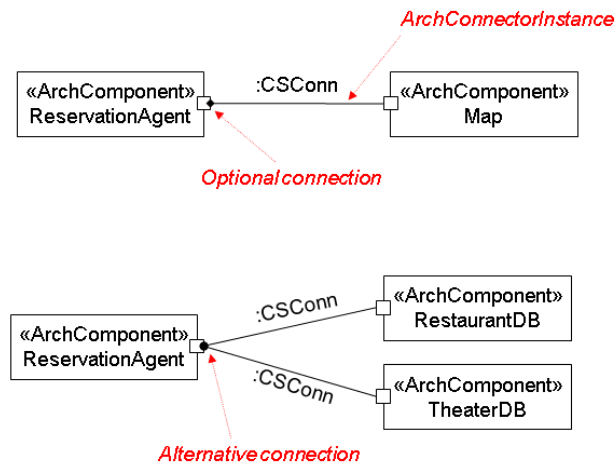 ArchConnectorInstance
:CSConn
«ArchComponent»
ReservationAgent
«ArchComponent»
Map
Optional connection
«ArchComponent»
RestaurantDB
:CSConn
«ArchComponent»
ReservationAgent
:CSConn
«ArchComponent»
TheaterDB
Alternative connection